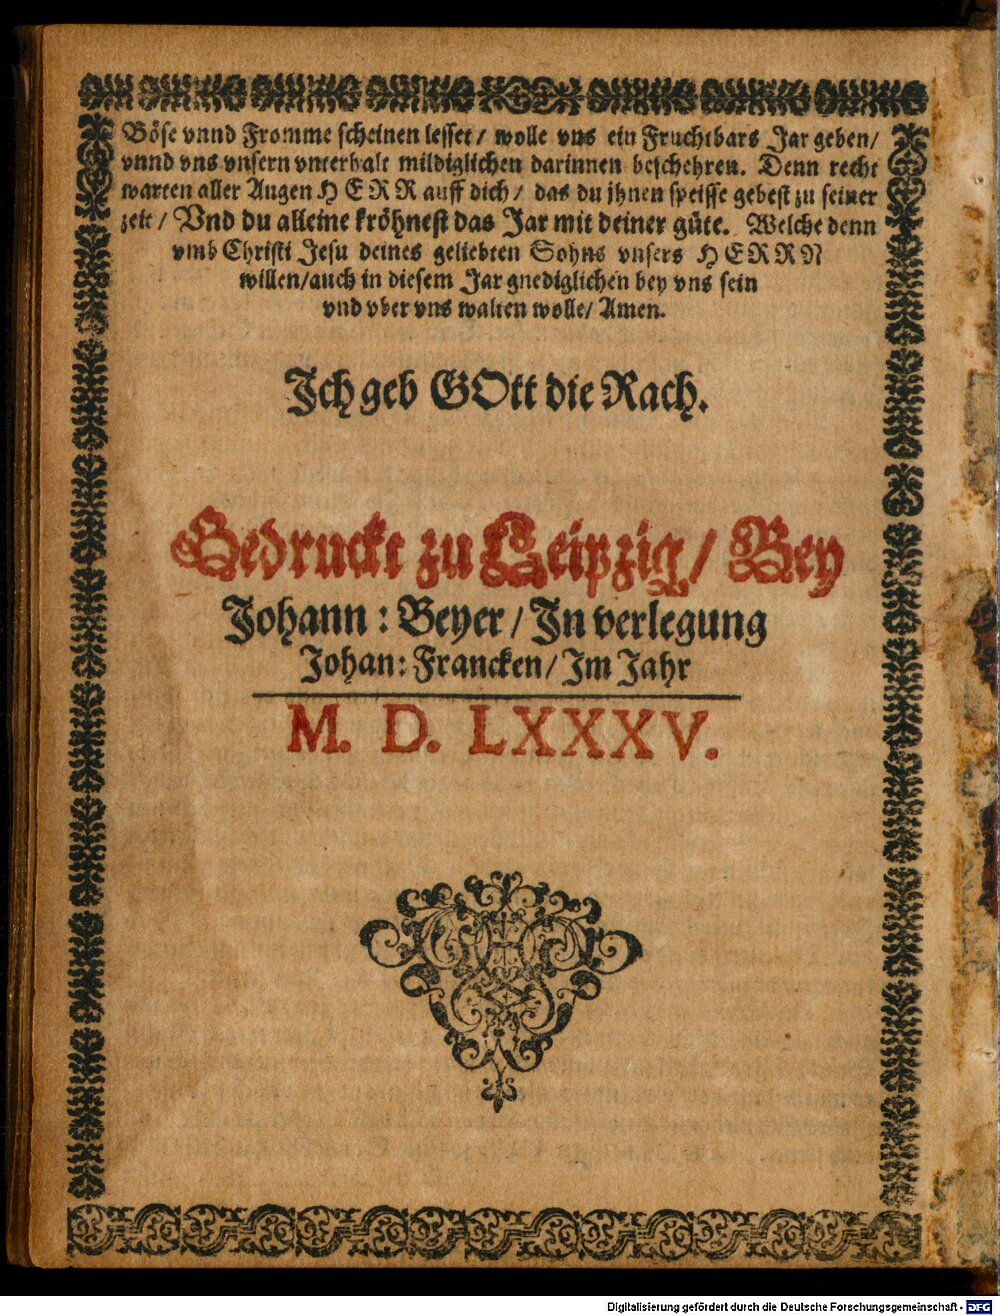 Böse vnnd Fromme scheinen lesset / wolle vns ein Fruchtbars Jar geben /
vnnd vns vnsern vnterhalt mildiglichen darinnen beschehren. Denn recht
warten aller Augen HERR auff dich / das du jhnen speisse gebest zu seiner
zeit / Vnd du alleine kröhnest das Jar mit deiner güte. Welche denn
vmb Christi Jesu deines geliebten Sohns vnsers HERRN
willen / auch in diesem Jar gnediglichen bey vns sein
vnd vber vns walten wolle / Amen.
Jch geb GOtt die Rach.
Gedruckt zu Leipzig / Bey
Johann : Beyer / Jn verlegung
Johan : Francken / Jm Jahr
M. D. LXXXV.
Digitalisierung gefördert durch die Deutsche Forschungsgemeinschaft - DFG